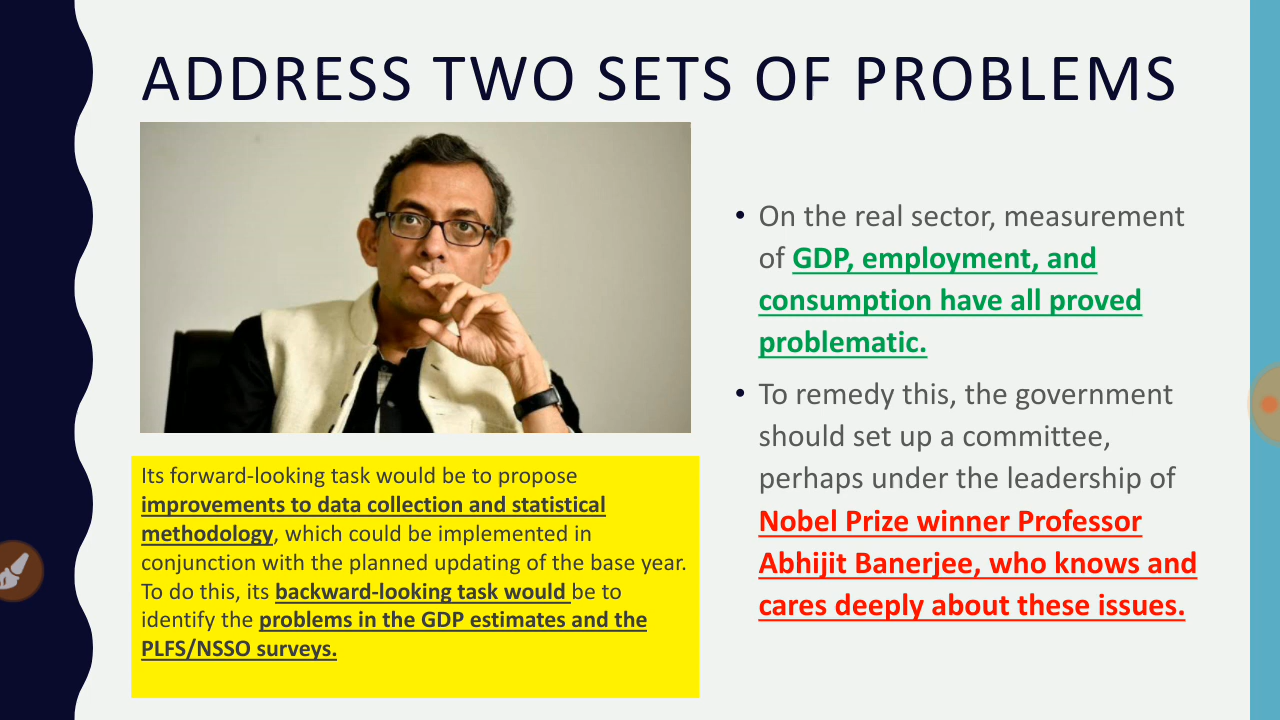 ADDRESS TWO SETS OF PROBLEMS
• On the real sector, measurement
of GDP, employment, and
consumption have all proved
problematic.
• To remedy this, the government
should set up a committee,
perhaps under the leadership of
Nobel Prize winner Professor
Abhijit Banerjee, who knows and
cares deeply about these issues.
Its forward-looking task would be to propose
improvements to data collection and statistical
methodology, which could be implemented in
conjunction with the planned updating of the base year.
To do this, its backward-looking task would be to
identify the problems in the GDP estimates and the
PLFS/NSSO surveys.